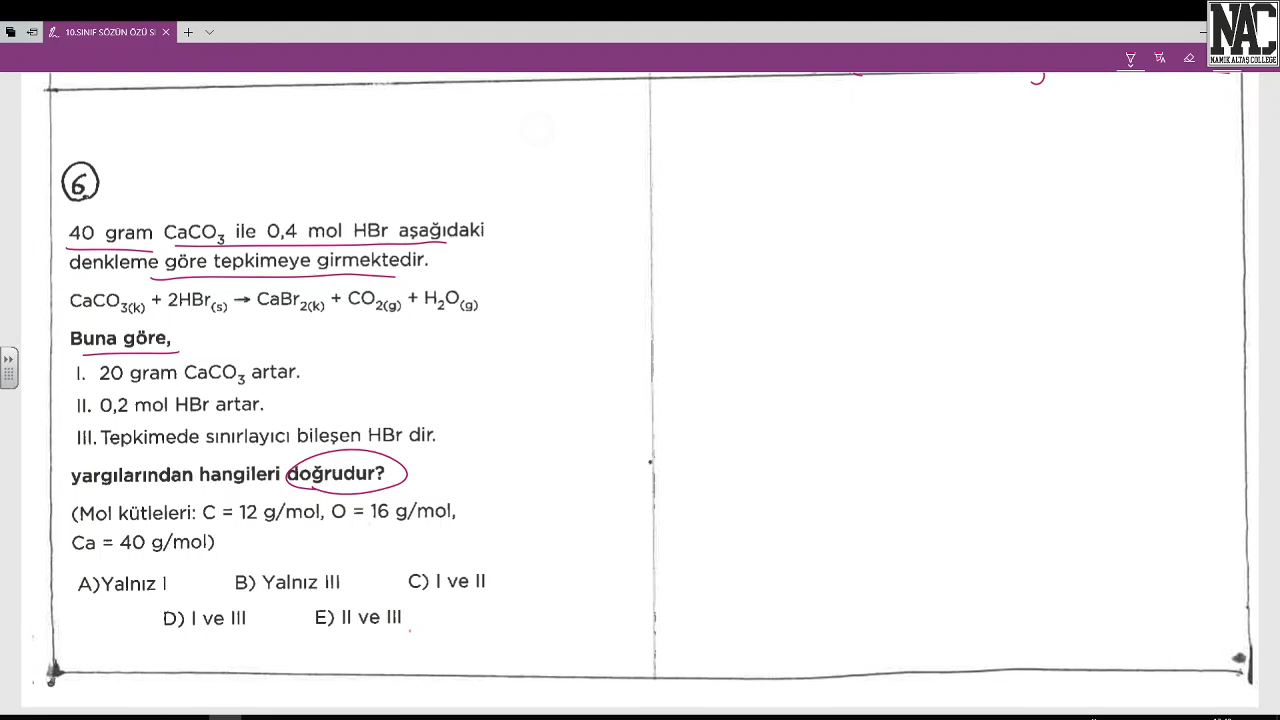 10.SINIF SÖZÜN ÖZÜ S
NAC
NAMIK ALTAŞ COLLEGE
6
40 gram CaCO₃ ile 0,4 mol HBr aşağıdaki
denkleme göre tepkimeye girmektedir.
CaCO₃(k) + 2HBr(s) → CaBr₂(k) + CO₂(g) + H₂O(g)
Buna göre,
I. 20 gram CaCO₃ artar.
II. 0,2 mol HBr artar.
III. Tepkimede sınırlayıcı bileşen HBr dir.
yargılarından hangileri doğrudur?
(Mol kütleleri: C = 12 g/mol, O = 16 g/mol,
Ca = 40 g/mol)
A)Yalnız I B) Yalnız III C) I ve II
D) I ve III E) II ve III